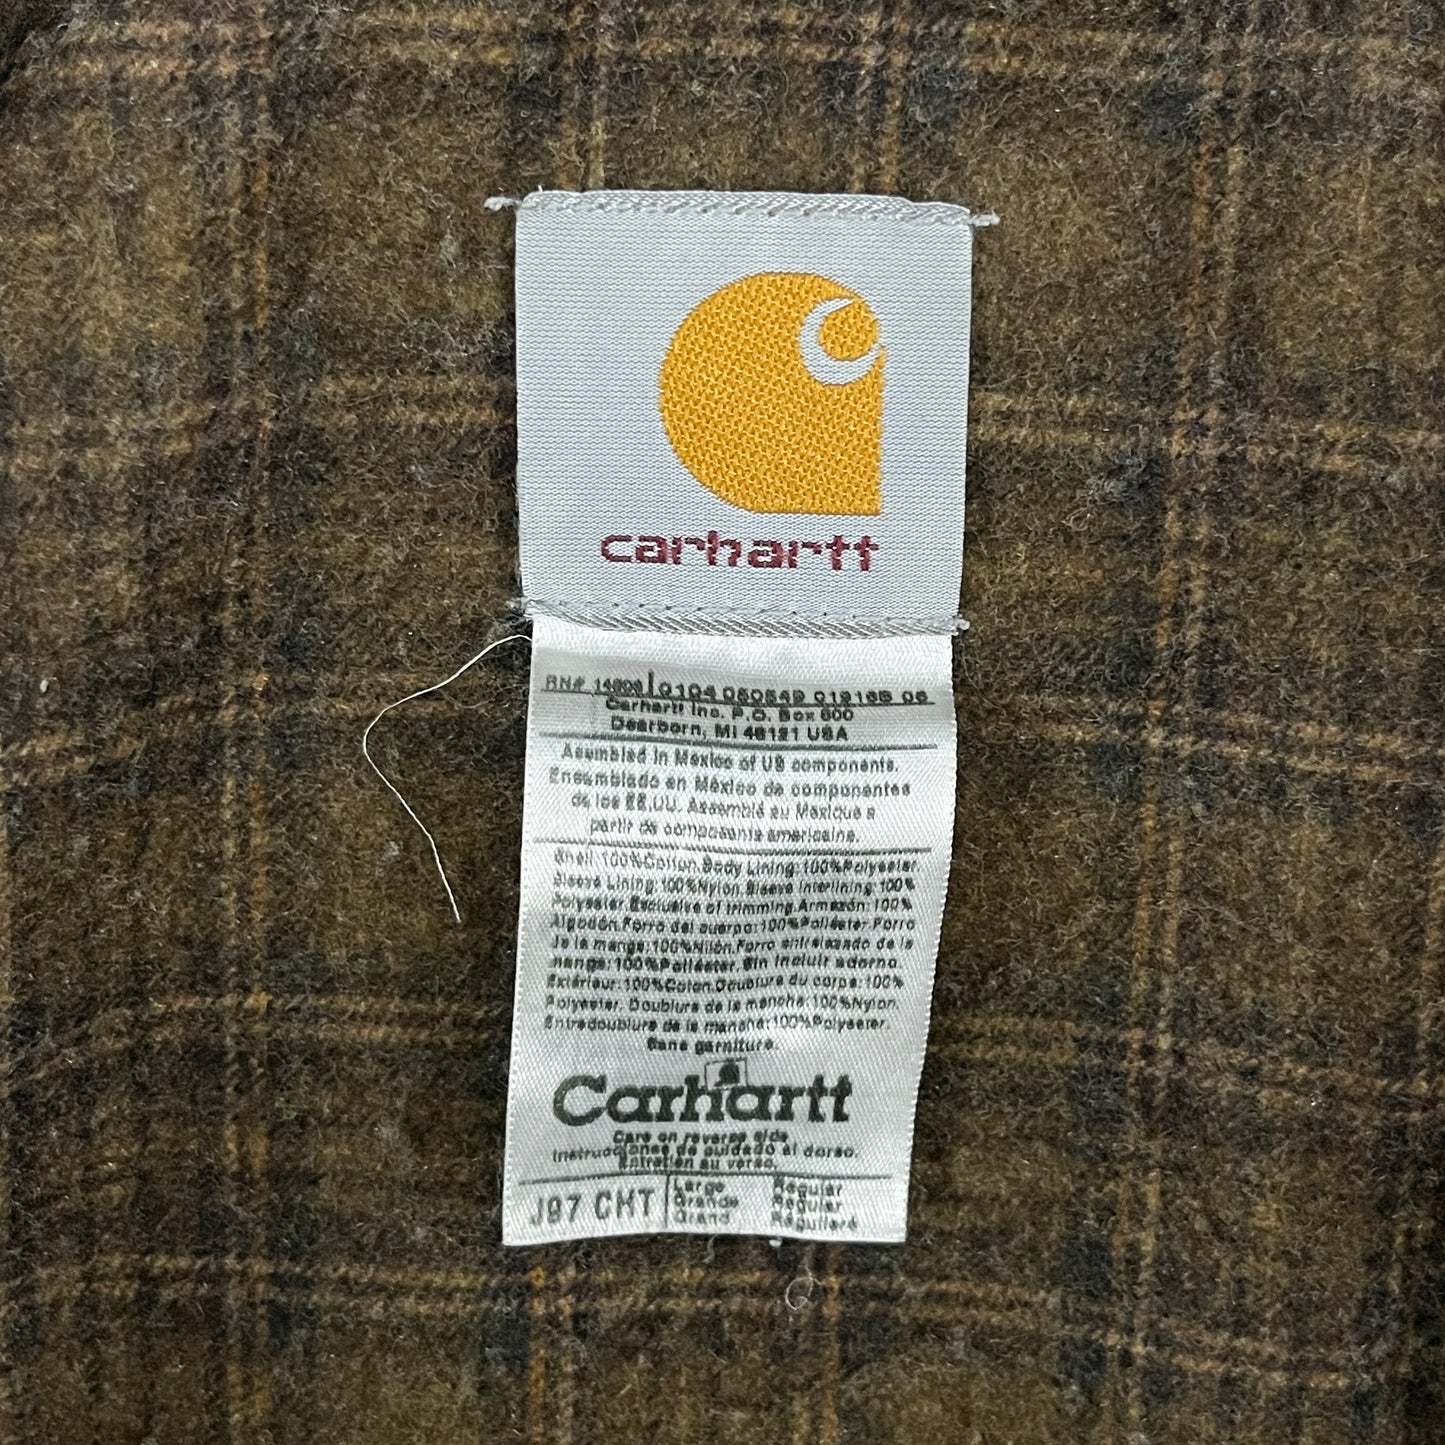 carhartt
RN# 14806 0104 060649 019168 06
Carhartt Inc. P.O. Box 600
Dearborn, MI 48121 USA
Assembled in Mexico of US components.
Ensamblado en México de componentes
de los EE.UU. Assemblé au Mexique a
partir de composants americains.
Shell:100%Cotton.Body Lining:100%Polyester
Sleeve Lining:100%Nylon.Sleeve Interlining:100%
Polyester.Exclusive of trimming.Armazón:100%
Algodón.Forro del cuerpo:100%Poliéster.Forro
de la manga:100%Nilón.Forro entrelazado de la
manga:100%Poliéster.Sin incluir adorno
Extérieur:100%Coton.Doublure du corps:100%
Polyester. Doublure de la manche:100%Nylon.
Entredoublure de la manche:100%Polyester.
Sans garniture.
Carhartt
Care on reverse side
Instrucciones de cuidado al dorso.
Entretien au verso.
J97 CHT Large Regular
Grande Regular
Grand Régulieré